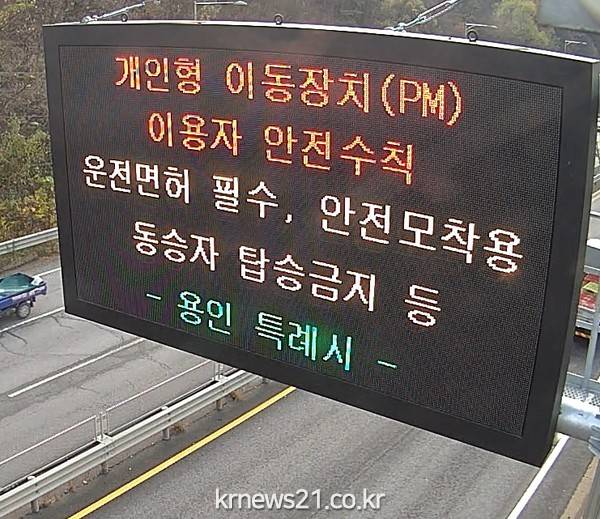 개인형 이동장치(PM)
이용자 안전수칙
운전면허 필수, 안전모착용
동승자 탑승금지 등
- 용인 특례시 -
krnews21.co.kr